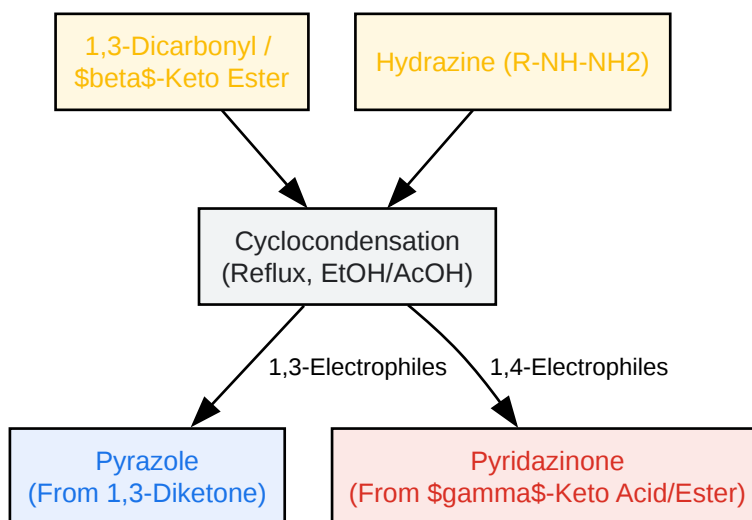 1,3-Dicarbonyl /
$beta$-Keto Ester
Hydrazine (R-NH-NH2)
Cyclocondensation
(Reflux, EtOH/AcOH)
1,3-Electrophiles
1,4-Electrophiles
Pyrazole
(From 1,3-Diketone)
Pyridazinone
(From $gamma$-Keto Acid/Ester)